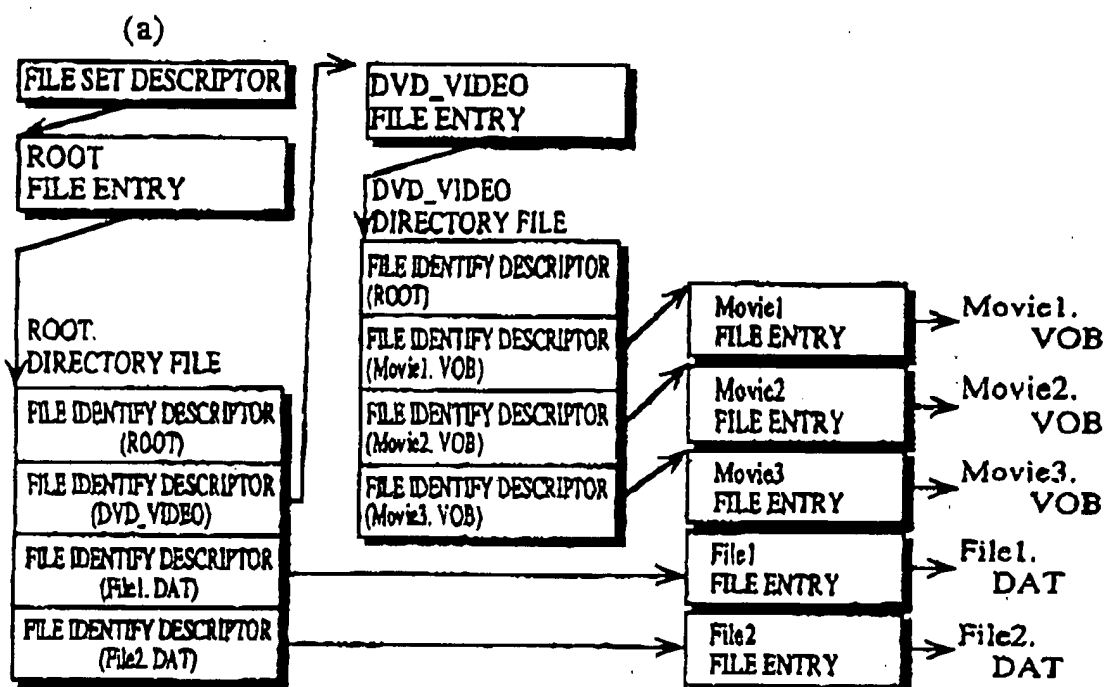 (a)
FILE SET DESCRIPTOR
ROOT
FILE ENTRY
ROOT.
DIRECTORY FILE
FILE IDENTIFY DESCRIPTOR
(ROOT)
FILE IDENTIFY DESCRIPTOR
(DVD_VIDEO)
FILE IDENTIFY DESCRIPTOR
(File1. DAT)
FILE IDENTIFY DESCRIPTOR
(File2. DAT)
DVD_VIDEO
FILE ENTRY
DVD_VIDEO
DIRECTORY FILE
FILE IDENTIFY DESCRIPTOR
(ROOT)
FILE IDENTIFY DESCRIPTOR
(Movie1. VOB)
FILE IDENTIFY DESCRIPTOR
(Movie2. VOB)
FILE IDENTIFY DESCRIPTOR
(Movie3. VOB)
Movie1
FILE ENTRY
Movie2
FILE ENTRY
Movie3
FILE ENTRY
File1
FILE ENTRY
File2
FILE ENTRY
Movie1.
VOB
Movie2.
VOB
Movie3.
VOB
File1.
DAT
File2.
DAT